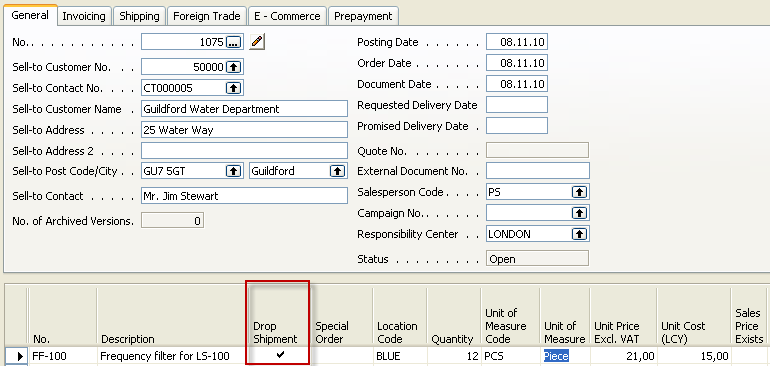 General Invoicing Shipping Foreign Trade E - Commerce Prepayment
No. . . . . . . . . . . . 1075 ... Posting Date . . . . . . 08.11.10
Sell-to Customer No. . . . 50000 Order Date . . . . . . . 08.11.10
Sell-to Contact No. . . . . CT000005 Document Date . . . . . 08.11.10
Sell-to Customer Name . Guildford Water Department Requested Delivery Date
Sell-to Address . . . . . 25 Water Way Promised Delivery Date .
Sell-to Address 2 . . . . Quote No. . . . . . . . .
Sell-to Post Code/City . . GU7 5GT Guildford External Document No. . .
Sell-to Contact . . . . . Mr. Jim Stewart Salesperson Code . . . . PS
No. of Archived Versions. 0 Campaign No. . . . . . .
Responsibility Center . . LONDON
Status . . . . . . . . . Open
No. Description Drop Shipment Special Order Location Code Quantity Unit of Measure Code Unit of Measure Unit Price Excl. VAT Unit Cost (LCY) Sales Price Exists
FF-100 Frequency filter for LS-100 ✔ BLUE 12 PCS Piece 21,00 15,00